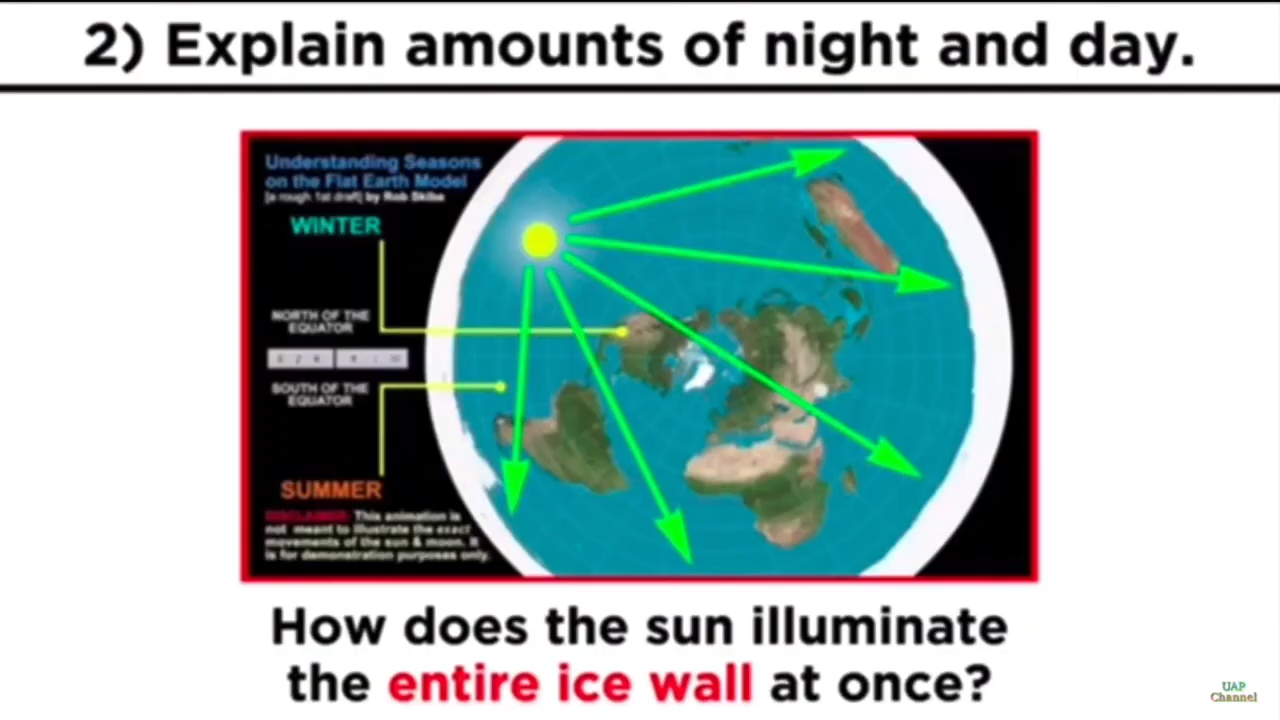 2) Explain amounts of night and day.
Understanding Seasons
on the Flat Earth Model
[a rough 1st draft] by Rob Skiba
WINTER
NORTH OF THE
EQUATOR
SOUTH OF THE
EQUATOR
SUMMER
DISCLAIMER: This animation is
not meant to illustrate the exact
movements of the sun & moon. It
is for demonstration purposes only.
How does the sun illuminate
the entire ice wall at once?
UAP
Channel